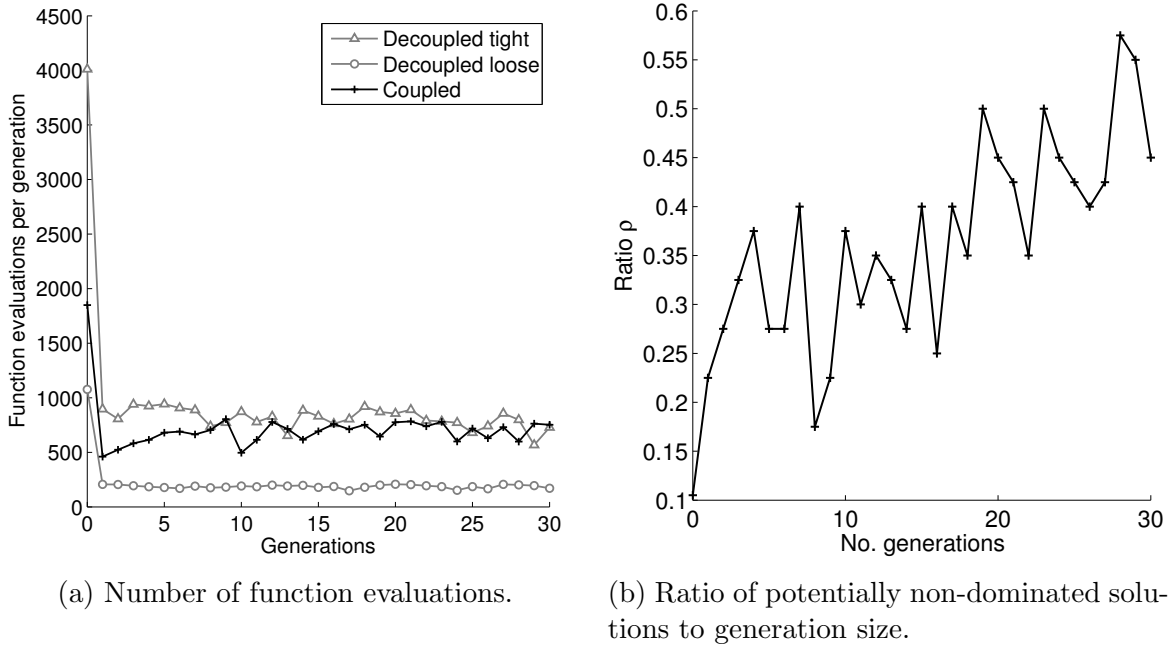 4500
4000
3500
3000
2500
2000
1500
1000
500
0
Function evaluations per generation
Decoupled tight
Decoupled loose
Coupled
0 5 10 15 20 25 30
Generations
(a) Number of function evaluations.
0.6
0.55
0.5
0.45
0.4
0.35
0.3
0.25
0.2
0.15
0.1
Ratio ρ
0 10 20 30
No. generations
(b) Ratio of potentially non-dominated solu-
tions to generation size.